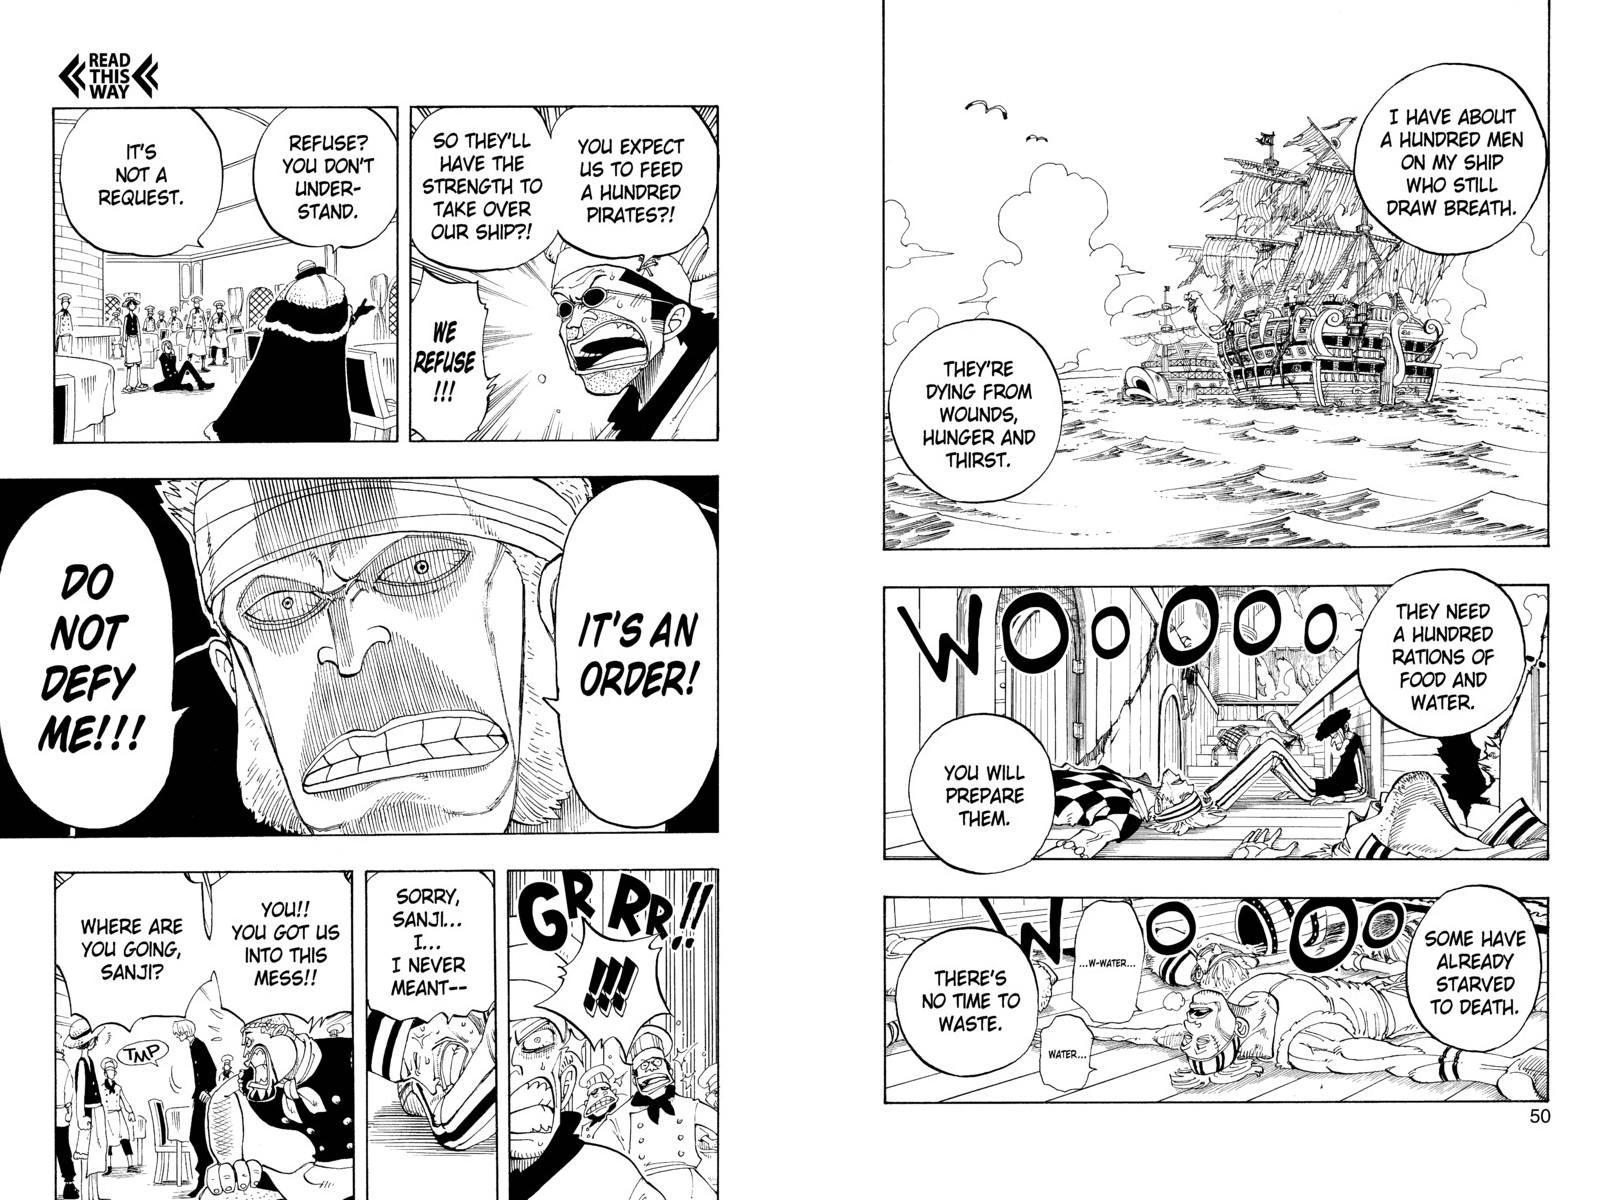 I HAVE ABOUT
A HUNDRED MEN
ON MY SHIP
WHO STILL
DRAW BREATH.
THEY'RE
DYING FROM
WOUNDS,
HUNGER AND
THIRST.
THEY NEED
A HUNDRED
RATIONS OF
FOOD AND
WATER.
WOOOOOO
YOU WILL
PREPARE
THEM.
SOME HAVE
ALREADY
STARVED
TO DEATH.
WOOOO
...W-WATER...
WATER...
THERE'S
NO TIME TO
WASTE.
50
READ
THIS
WAY
YOU EXPECT
US TO FEED
A HUNDRED
PIRATES?!
SO THEY'LL
HAVE THE
STRENGTH TO
TAKE OVER
OUR SHIP?!
WE
REFUSE
!!!
REFUSE?
YOU DON'T
UNDER-
STAND.
IT'S
NOT A
REQUEST.
IT'S AN
ORDER!
DO
NOT
DEFY
ME!!!
GRRRR!!
!!!
SORRY,
SANJI...
I...
I NEVER
MEANT--
YOU!!
YOU GOT US
INTO THIS
MESS!!
WHERE ARE
YOU GOING,
SANJI?
TMP